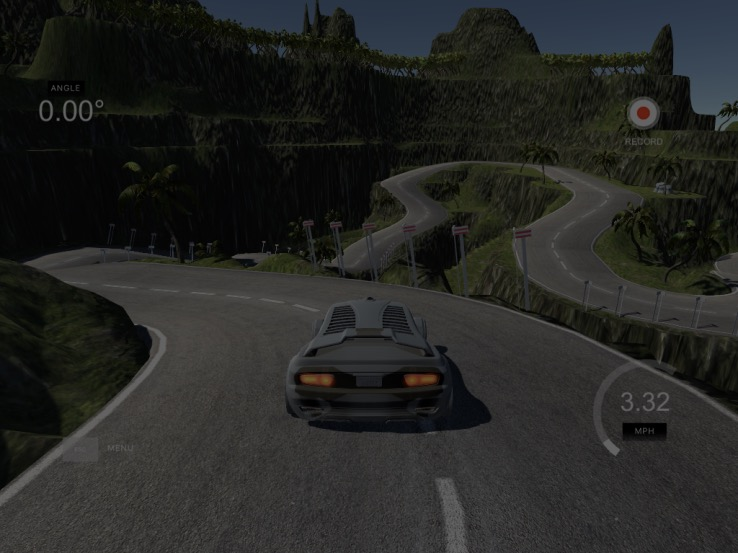 ANGLE
0.00°
RECORD
3.32
MPH
MENU